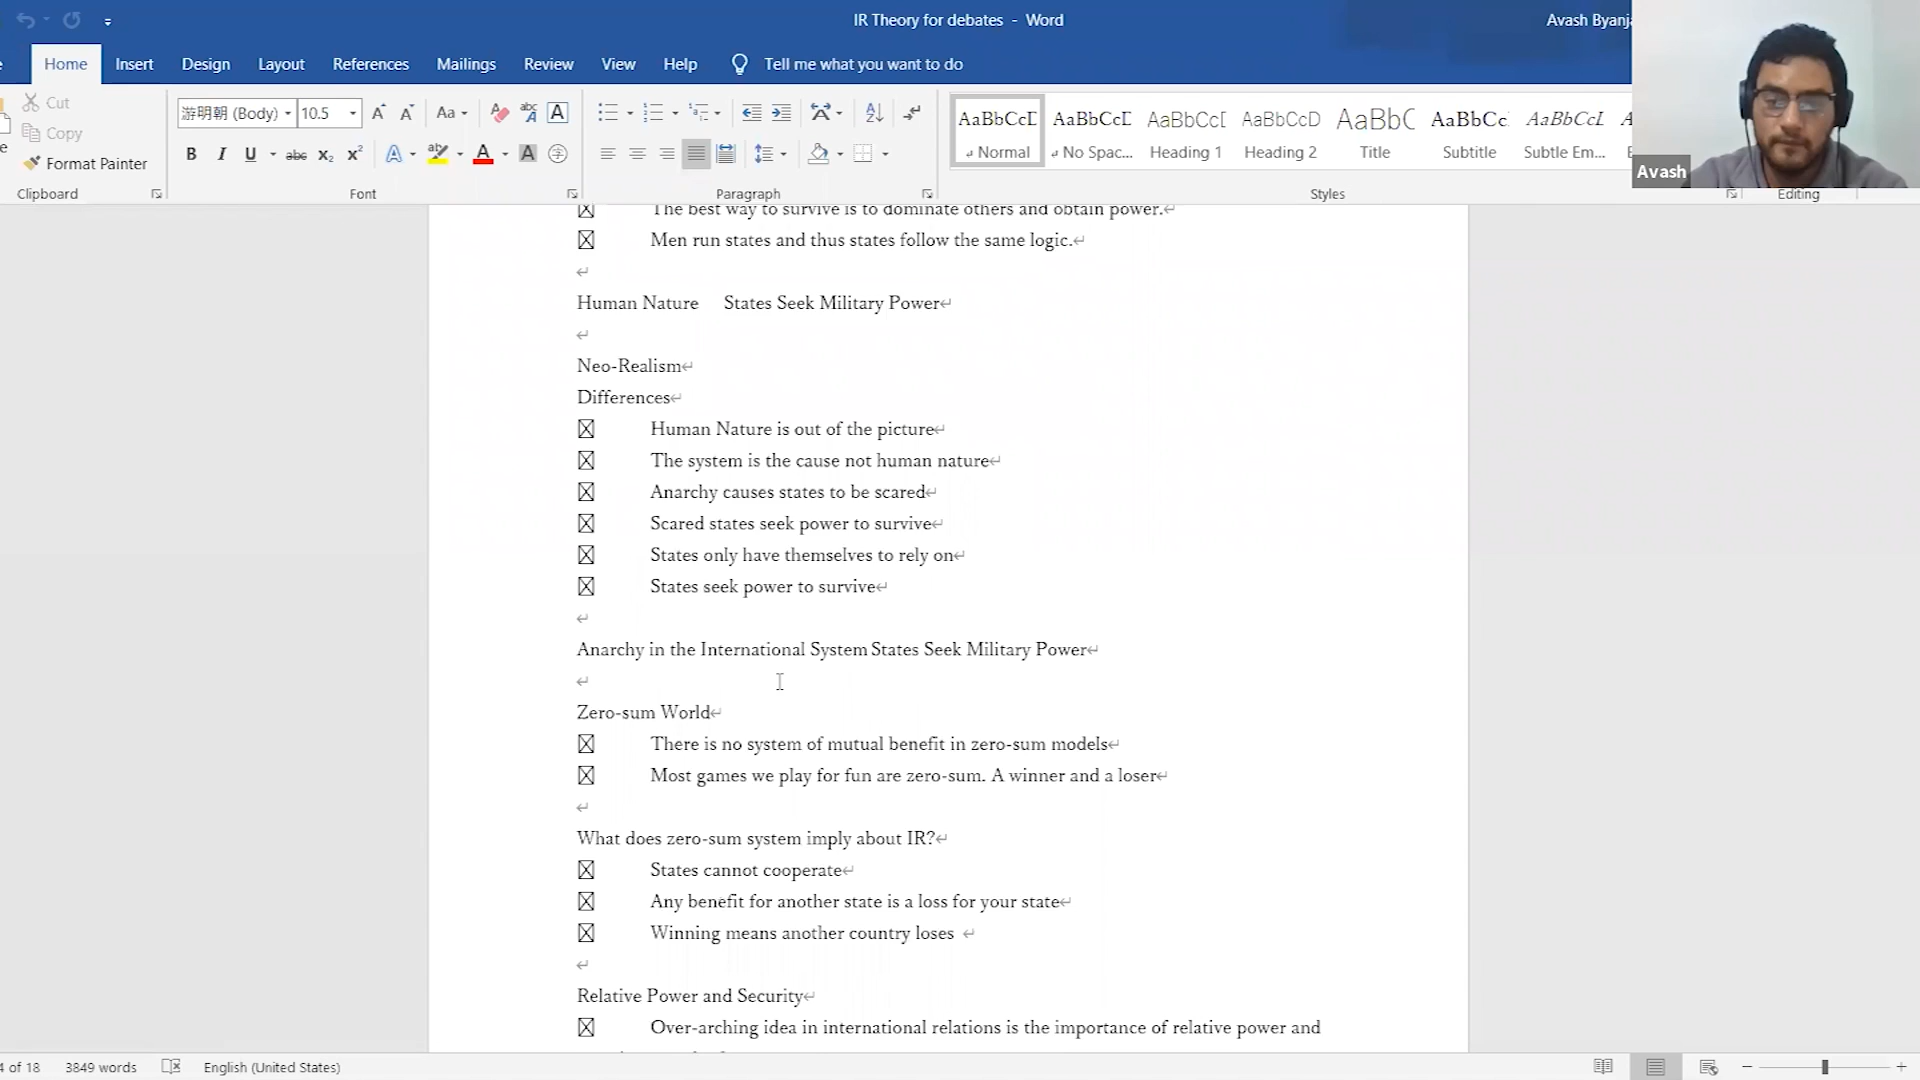 IR Theory for debates - Word
Avash Byanj
Home Insert Design Layout References Mailings Review View Help Tell me what you want to do
Cut
Copy
Format Painter
Clipboard
游明朝 (Body) 10.5
Font
Paragraph
AaBbCcD Normal
AaBbCcD No Spac...
AaBbCcD Heading 1
AaBbCcD Heading 2
AaBbC Title
AaBbCc Subtitle
AaBbCcD Subtle Em...
Styles
Editing
Avash
The best way to survive is to dominate others and obtain power.
Men run states and thus states follow the same logic.
Human Nature States Seek Military Power
Neo-Realism
Differences
Human Nature is out of the picture
The system is the cause not human nature
Anarchy causes states to be scared
Scared states seek power to survive
States only have themselves to rely on
States seek power to survive
Anarchy in the International System States Seek Military Power
Zero-sum World
There is no system of mutual benefit in zero-sum models
Most games we play for fun are zero-sum. A winner and a loser
What does zero-sum system imply about IR?
States cannot cooperate
Any benefit for another state is a loss for your state
Winning means another country loses
Relative Power and Security
Over-arching idea in international relations is the importance of relative power and
4 of 18 3849 words English (United States)